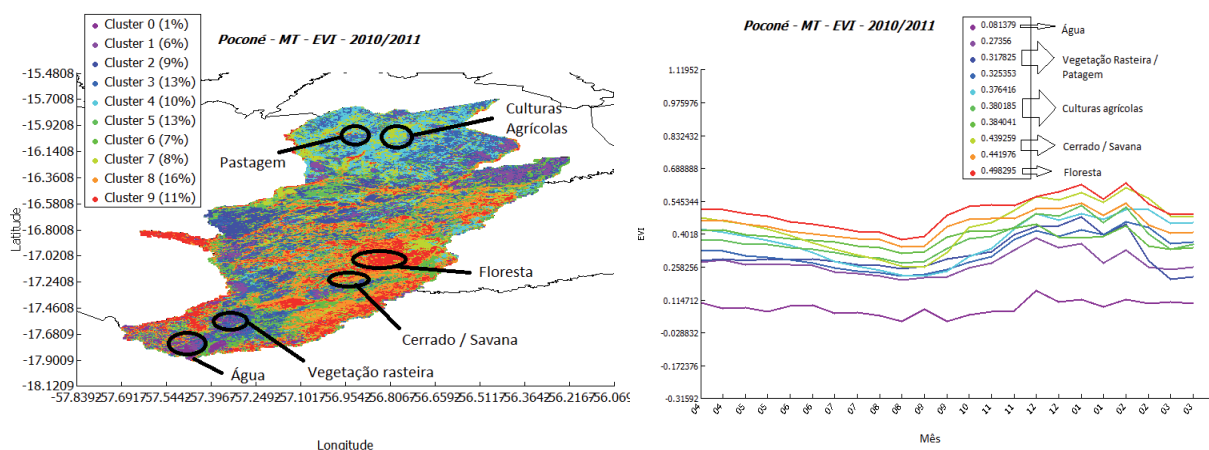 Poconé - MT - EVI - 2010/2011
Cluster 0 (1%)
Cluster 1 (6%)
Cluster 2 (9%)
Cluster 3 (13%)
Cluster 4 (10%)
Cluster 5 (13%)
Cluster 6 (7%)
Cluster 7 (8%)
Cluster 8 (16%)
Cluster 9 (11%)
-15.4808
-15.7008
-15.9208
-16.1408
-16.3608
-16.5808
-16.8008
-17.0208
-17.2408
-17.4608
-17.6809
-17.9009
-18.1209
Latitude
Culturas
Agrícolas
Pastagem
Floresta
Cerrado / Savana
Vegetação rasteira
Água
-57.8392 -57.6917 -57.5442 -57.3967 -57.2492 -57.1017 -56.9542 -56.8067 -56.6592 -56.5117 -56.3642 -56.2167 -56.069
Longitude
Poconé - MT - EVI - 2010/2011
0.081379
0.27356
0.317825
0.325353
0.376416
0.380185
0.384041
0.439259
0.441976
0.498295
Água
Vegetação Rasteira /
Patagem
Culturas agrícolas
Cerrado / Savana
Floresta
1.11952
0.975976
0.832432
0.688888
0.545344
0.4018
0.258256
0.114712
-0.028832
-0.172376
-0.31592
EVI
04 04 05 05 06 06 07 07 08 08 09 09 10 10 11 11 12 12 01 01 02 02 03 03
Mês